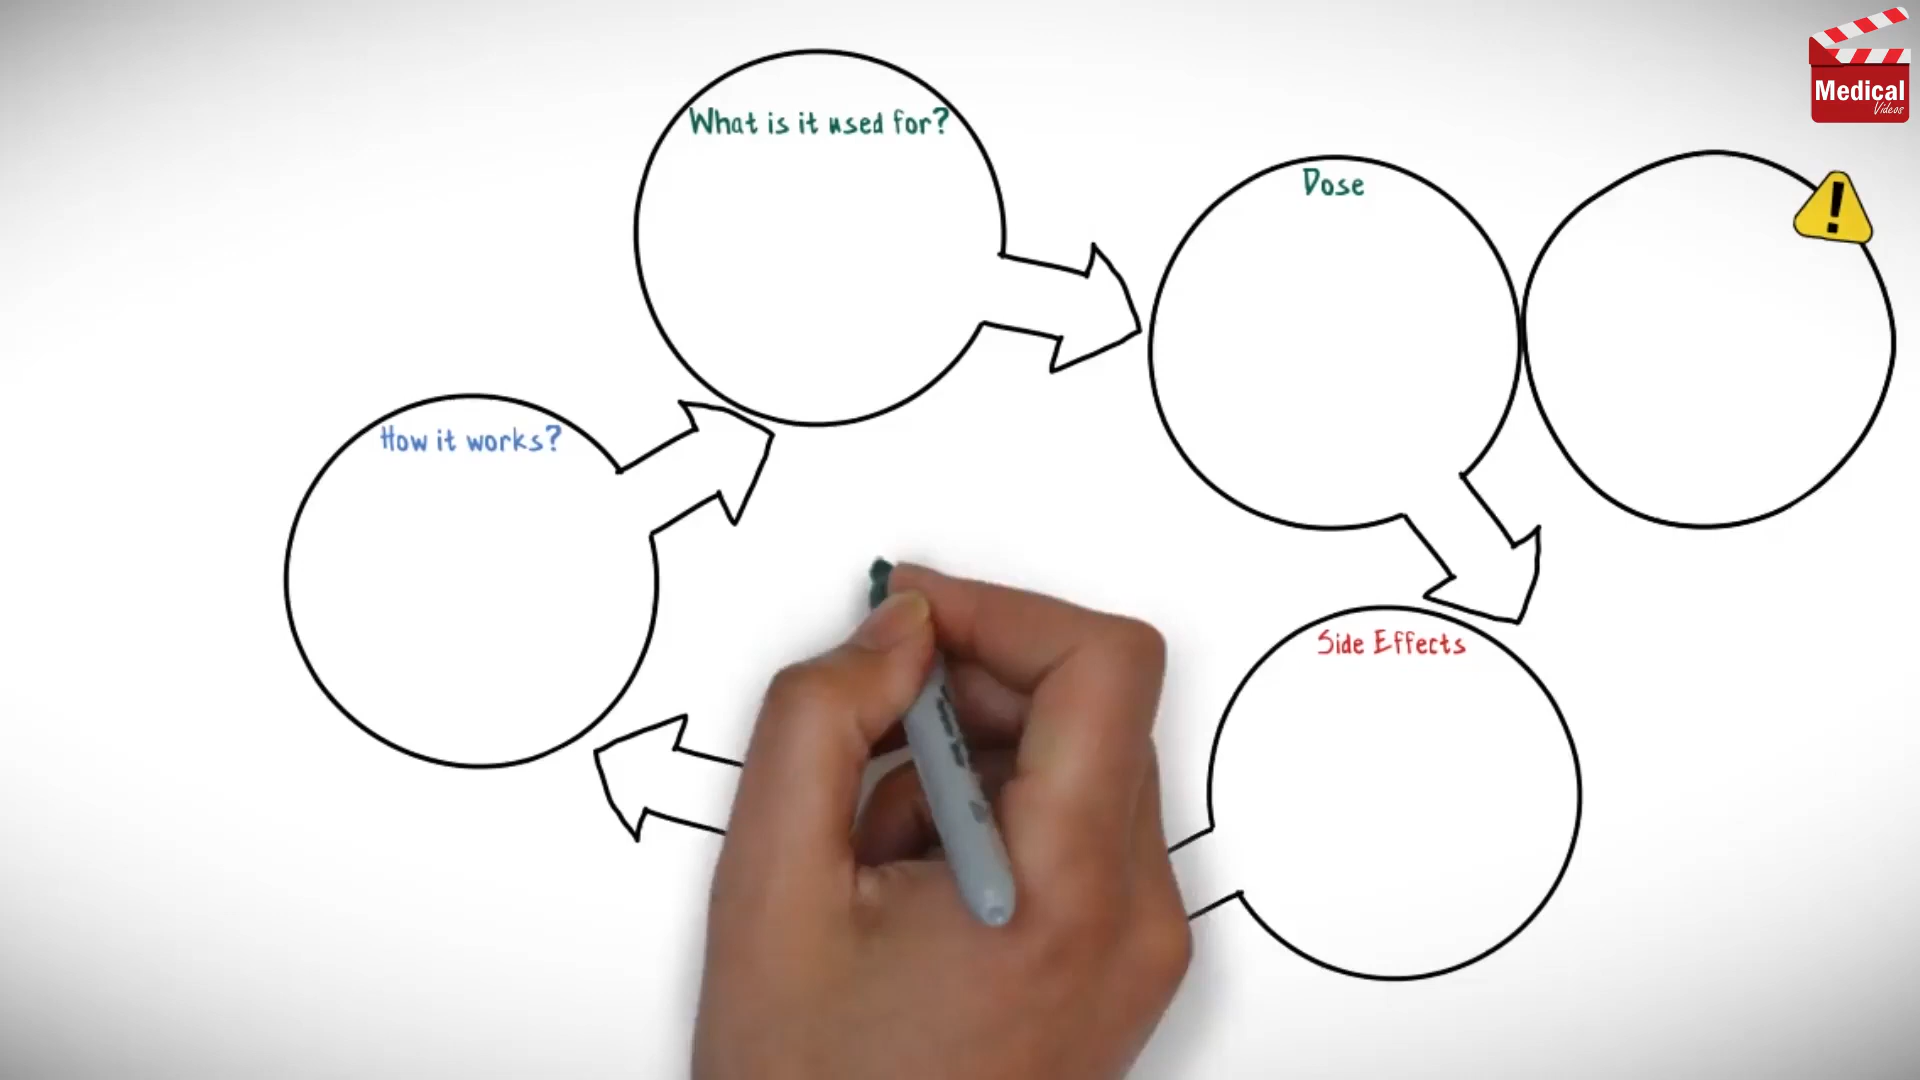 Medical
Videos
What is it used for?
Dose
!
How it works?
Side Effects